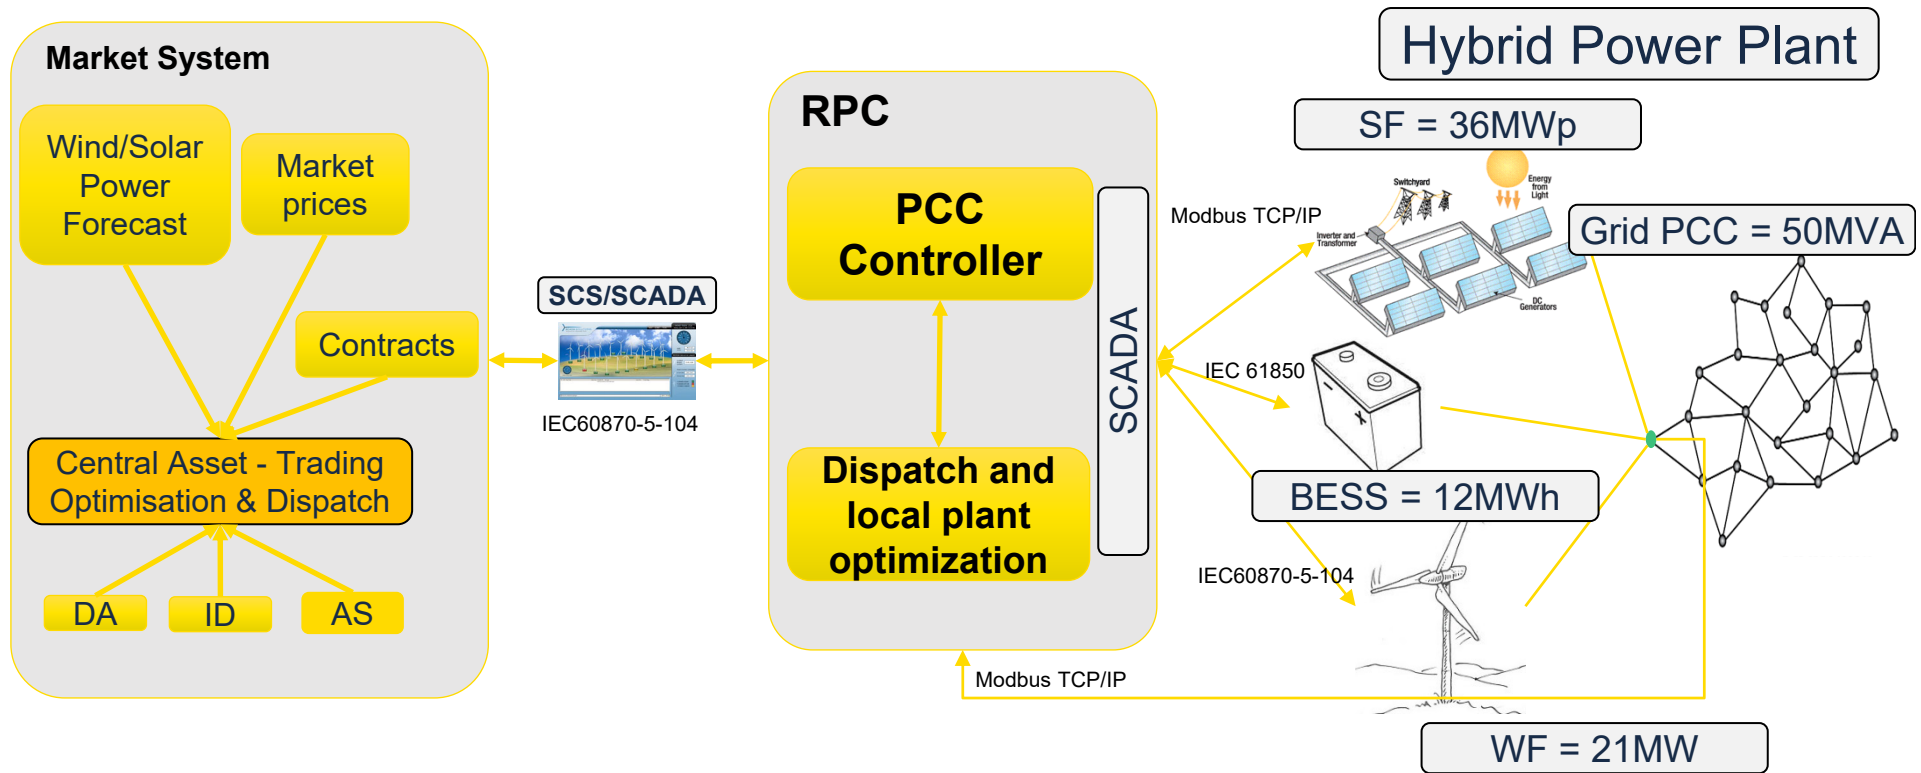 Market System
Wind/Solar
Power
Forecast
Market
prices
Contracts
Central Asset - Trading
Optimisation & Dispatch
DA
ID
AS
SCS/SCADA
IEC60870-5-104
RPC
PCC
Controller
Dispatch and
local plant
optimization
SCADA
Modbus TCP/IP
Hybrid Power Plant
SF = 36MWp
Modbus TCP/IP
Switchyard
Energy
from
Light
Inverter and
Transformer
DC
Generators
Grid PCC = 50MVA
IEC 61850
BESS = 12MWh
IEC60870-5-104
WF = 21MW